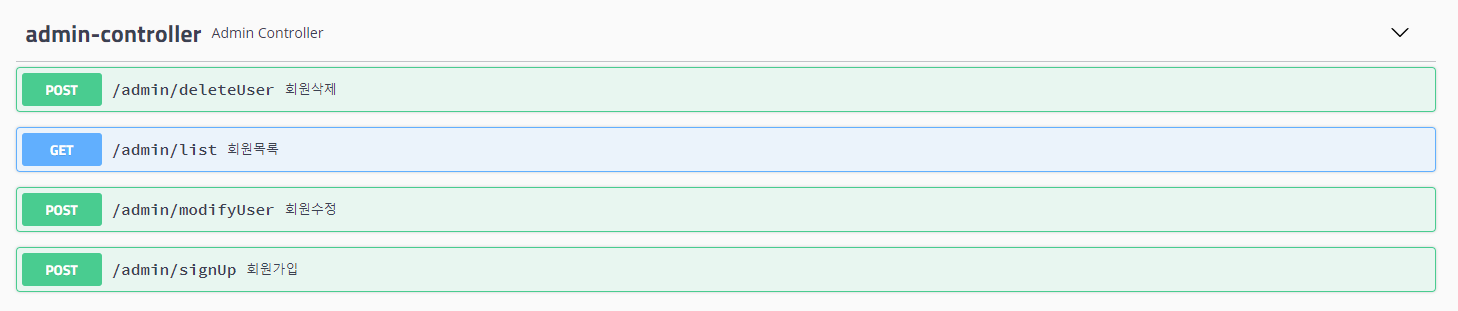 admin-controller Admin Controller
POST /admin/deleteUser 회원삭제
GET /admin/list 회원목록
POST /admin/modifyUser 회원수정
POST /admin/signUp 회원가입